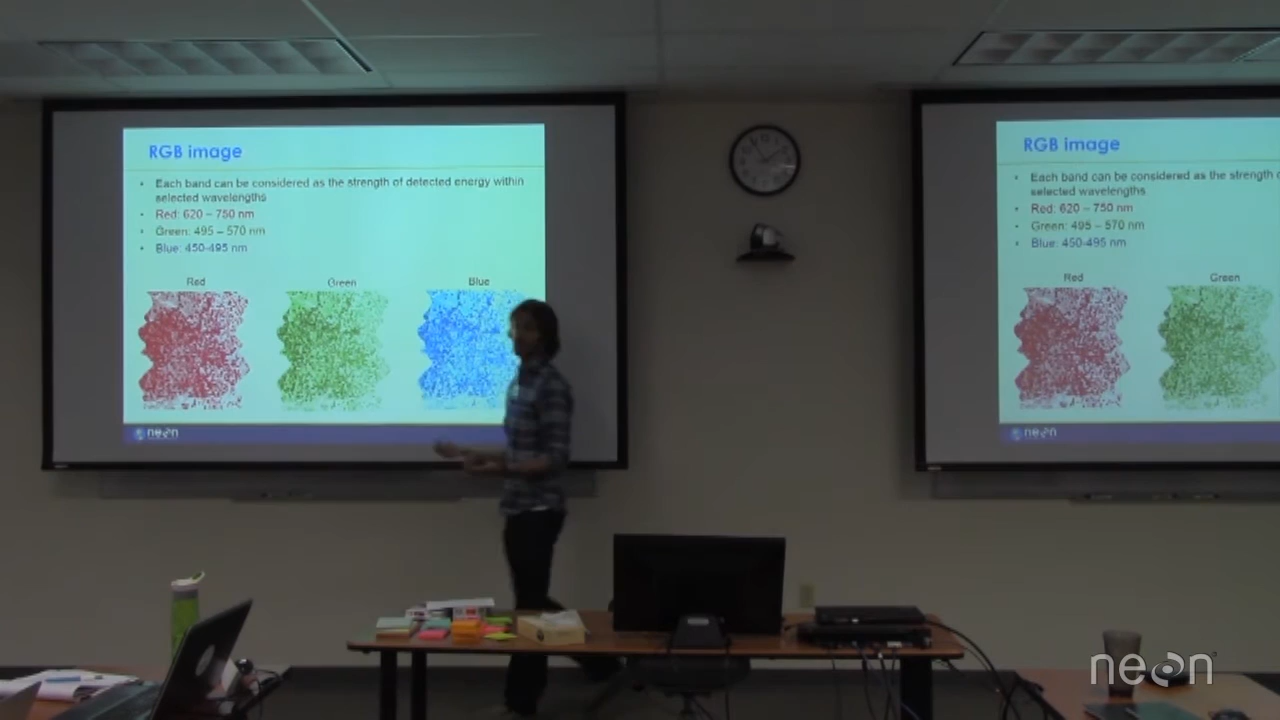 RGB image
• Each band can be considered as the strength of detected energy within
selected wavelengths
• Red: 620 – 750 nm
• Green: 495 – 570 nm
• Blue: 450-495 nm
Red Green Blue
neon
RGB image
• Each band can be considered as the strength
selected wavelengths
• Red: 620 – 750 nm
• Green: 495 – 570 nm
• Blue: 450-495 nm
Red Green
neon
neon